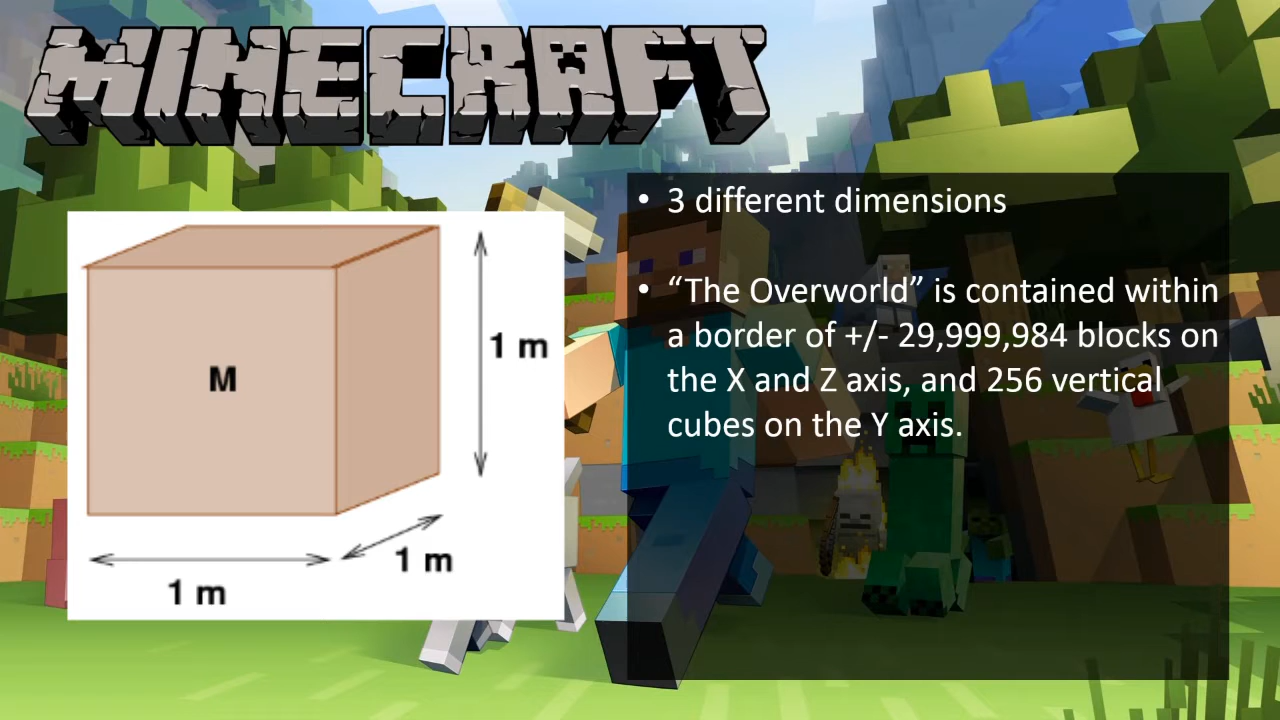 MINECRAFT
• 3 different dimensions
• “The Overworld” is contained within
a border of +/- 29,999,984 blocks on
the X and Z axis, and 256 vertical
cubes on the Y axis.
M
1 m
1 m
1 m